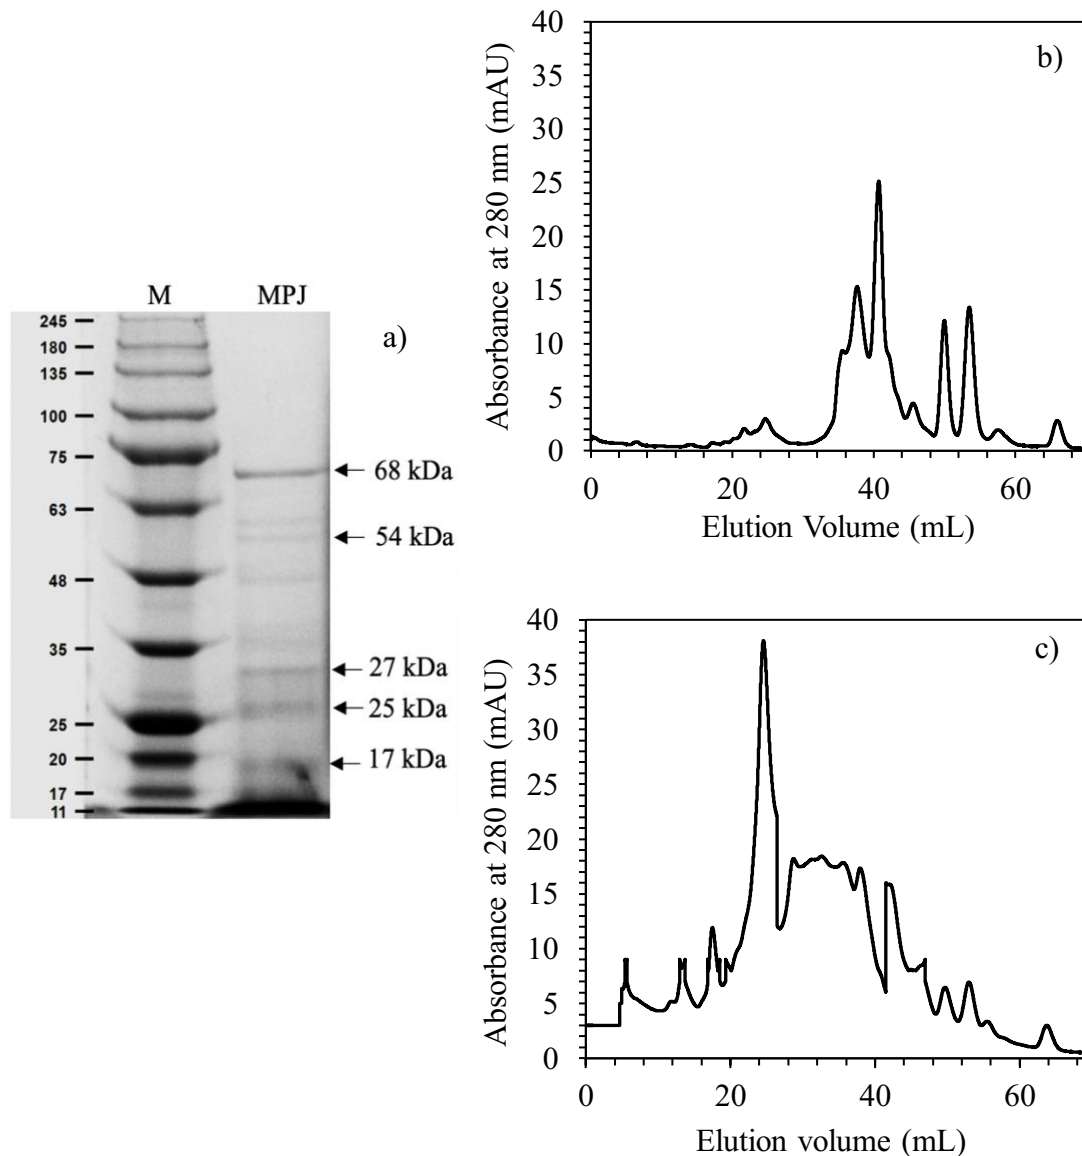 M MPJ
a)
245
180
135
100
75
63
48
35
25
20
17
11
68 kDa
54 kDa
27 kDa
25 kDa
17 kDa
b)
Absorbance at 280 nm (mAU)
40
35
30
25
20
15
10
5
0
0 20 40 60
Elution Volume (mL)
c)
Absorbance at 280 nm (mAU)
40
35
30
25
20
15
10
5
0
0 20 40 60
Elution volume (mL)